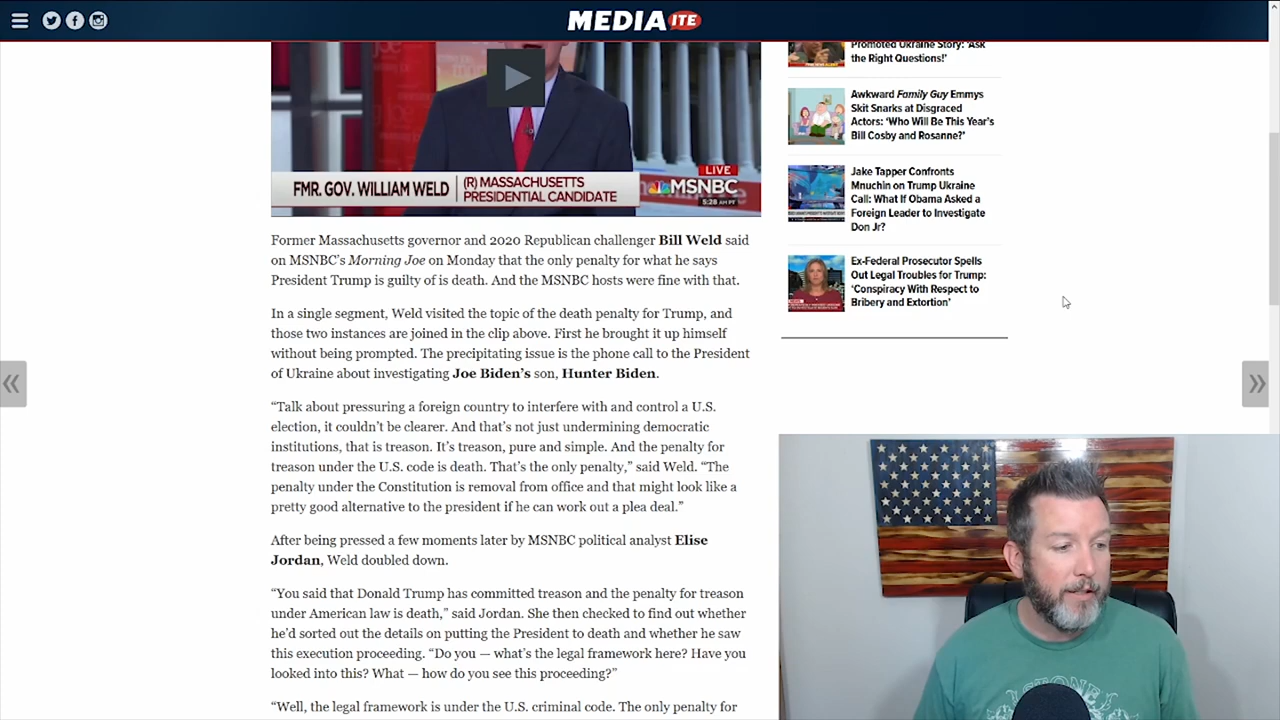 MEDIAITE
FMR. GOV. WILLIAM WELD
(R) MASSACHUSETTS
PRESIDENTIAL CANDIDATE
LIVE
MSNBC
5:28 AM PT
Former Massachusetts governor and 2020 Republican challenger Bill Weld said
on MSNBC’s Morning Joe on Monday that the only penalty for what he says
President Trump is guilty of is death. And the MSNBC hosts were fine with that.
In a single segment, Weld visited the topic of the death penalty for Trump, and
those two instances are joined in the clip above. First he brought it up himself
without being prompted. The precipitating issue is the phone call to the President
of Ukraine about investigating Joe Biden’s son, Hunter Biden.
“Talk about pressuring a foreign country to interfere with and control a U.S.
election, it couldn’t be clearer. And that’s not just undermining democratic
institutions, that is treason. It’s treason, pure and simple. And the penalty for
treason under the U.S. code is death. That’s the only penalty,” said Weld. “The
penalty under the Constitution is removal from office and that might look like a
pretty good alternative to the president if he can work out a plea deal.”
After being pressed a few moments later by MSNBC political analyst Elise
Jordan, Weld doubled down.
“You said that Donald Trump has committed treason and the penalty for treason
under American law is death,” said Jordan. She then checked to find out whether
he’d sorted out the details on putting the President to death and whether he saw
this execution proceeding. “Do you — what’s the legal framework here? Have you
looked into this? What — how do you see this proceeding?”
“Well, the legal framework is under the U.S. criminal code. The only penalty for
Promoted Ukraine Story: ‘Ask
the Right Questions!’
Awkward Family Guy Emmys
Skit Snarks at Disgraced
Actors: ‘Who Will Be This Year’s
Bill Cosby and Rosanne?’
Jake Tapper Confronts
Mnuchin on Trump Ukraine
Call: What If Obama Asked a
Foreign Leader to Investigate
Don Jr?
Ex-Federal Prosecutor Spells
Out Legal Troubles for Trump:
‘Conspiracy With Respect to
Bribery and Extortion’
STONE